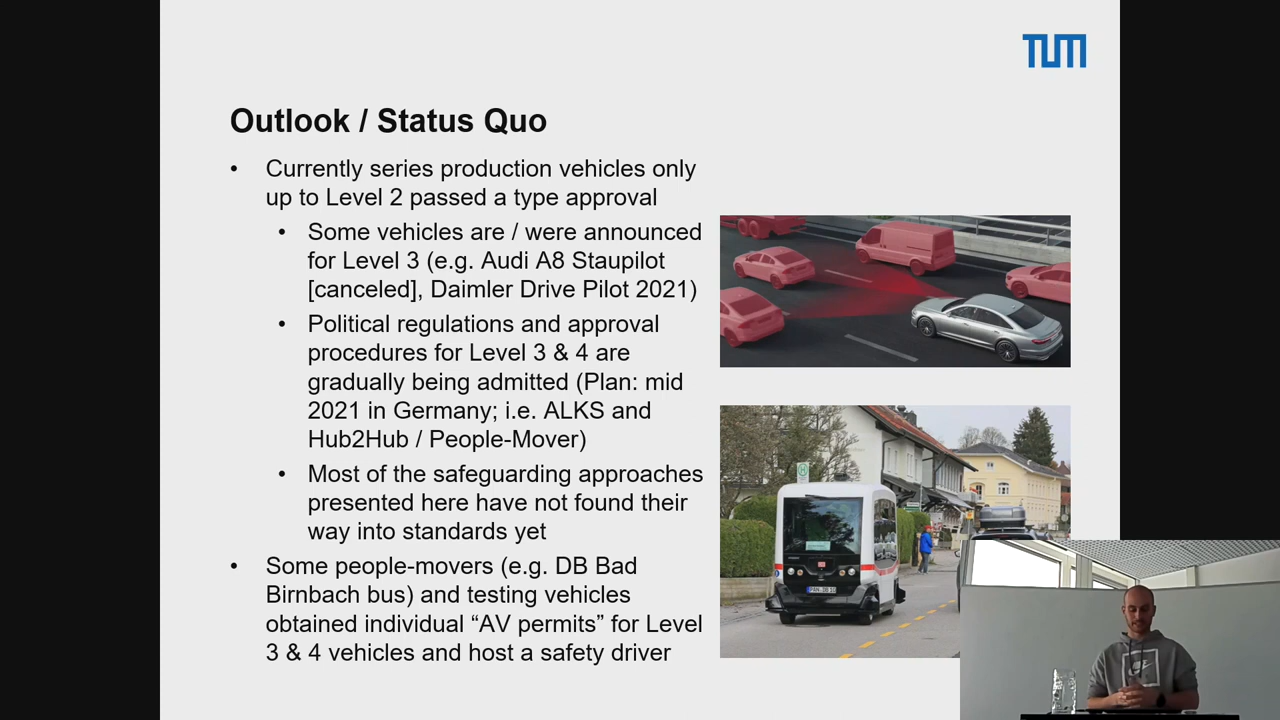 TUM
Outlook / Status Quo
• Currently series production vehicles only
up to Level 2 passed a type approval
• Some vehicles are / were announced
for Level 3 (e.g. Audi A8 Staupilot
[canceled], Daimler Drive Pilot 2021)
• Political regulations and approval
procedures for Level 3 & 4 are
gradually being admitted (Plan: mid
2021 in Germany; i.e. ALKS and
Hub2Hub / People-Mover)
• Most of the safeguarding approaches
presented here have not found their
way into standards yet
• Some people-movers (e.g. DB Bad
Birnbach bus) and testing vehicles
obtained individual “AV permits” for Level
3 & 4 vehicles and host a safety driver
H
DB